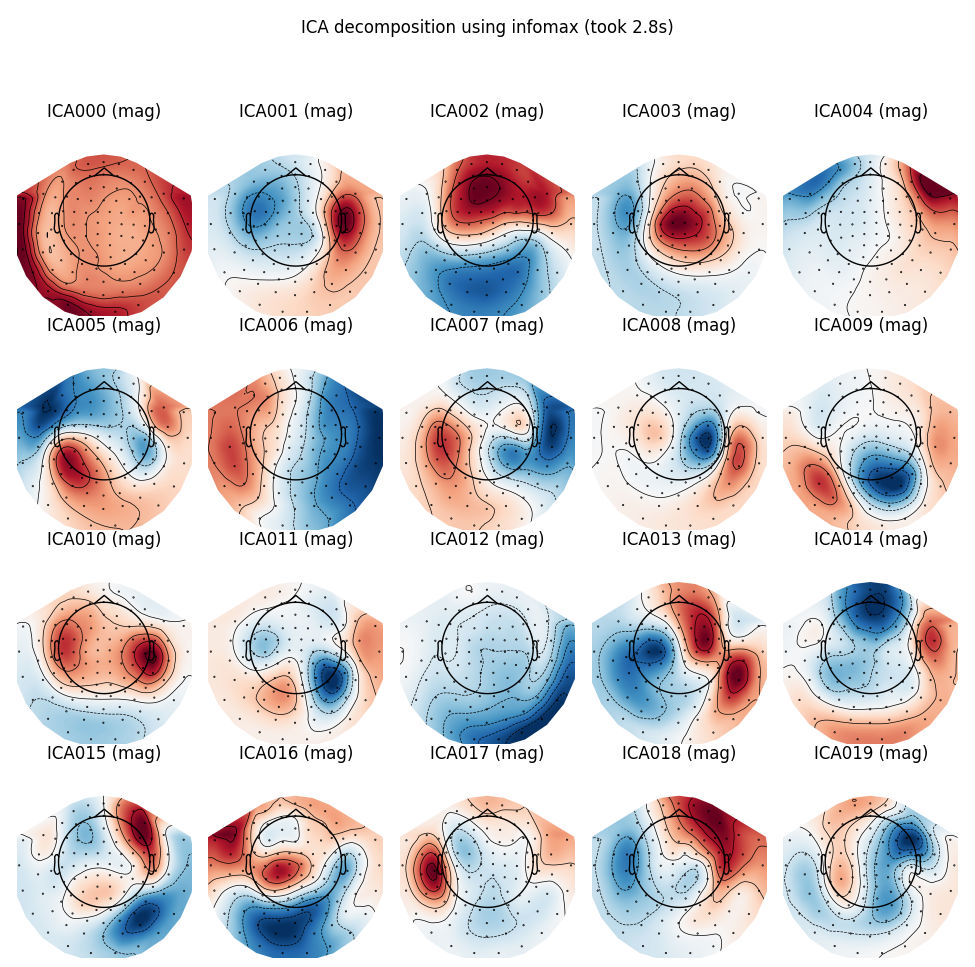 ICA decomposition using infomax (took 2.8s)
ICA000 (mag) ICA001 (mag) ICA002 (mag) ICA003 (mag) ICA004 (mag)
ICA005 (mag) ICA006 (mag) ICA007 (mag) ICA008 (mag) ICA009 (mag)
ICA010 (mag) ICA011 (mag) ICA012 (mag) ICA013 (mag) ICA014 (mag)
ICA015 (mag) ICA016 (mag) ICA017 (mag) ICA018 (mag) ICA019 (mag)